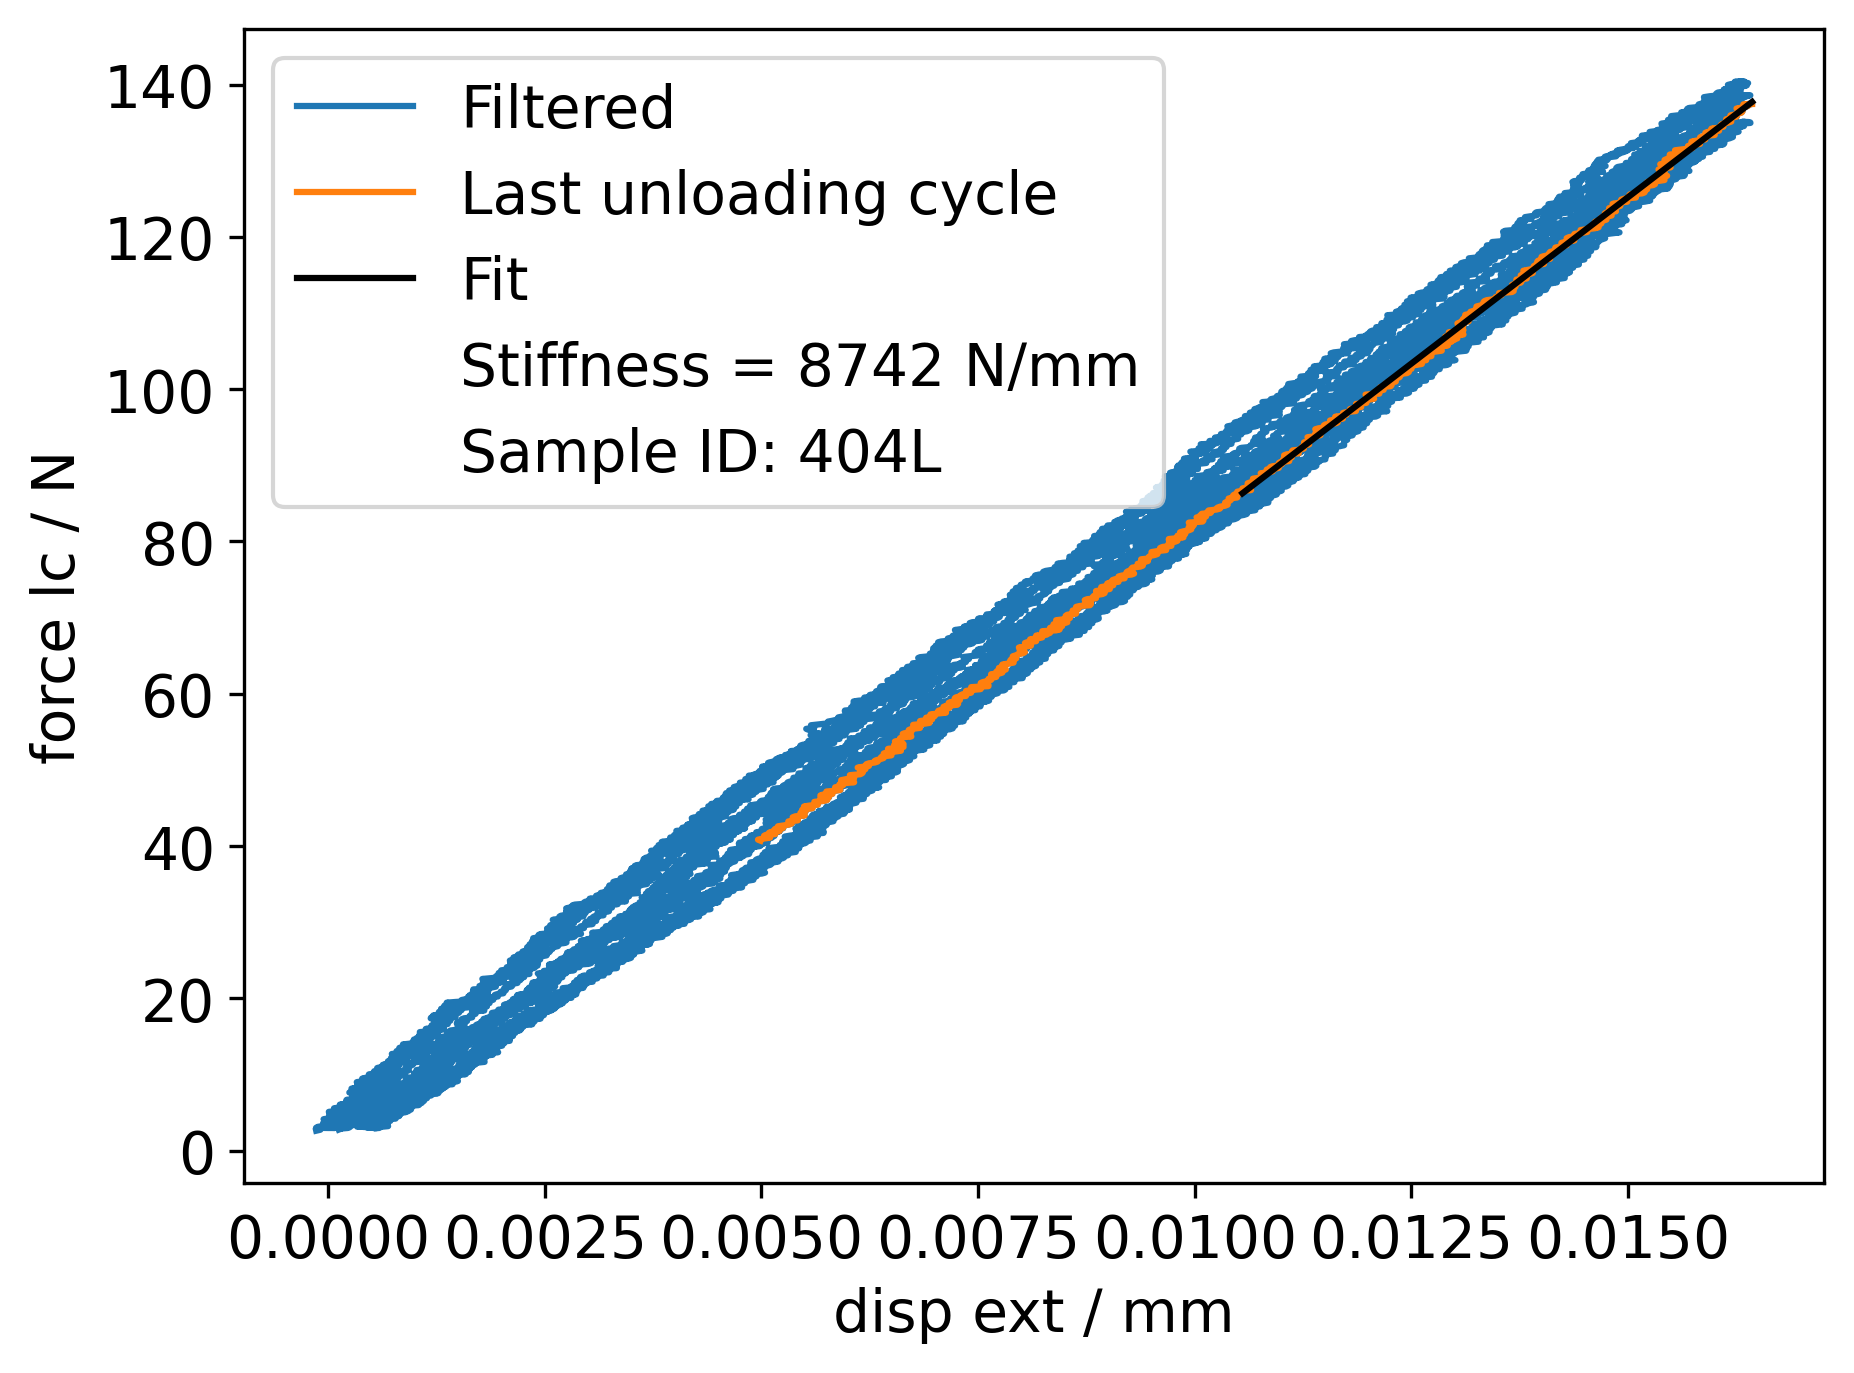 Filtered
Last unloading cycle
Fit
Stiffness = 8742 N/mm
Sample ID: 404L
140
120
100
80
60
40
20
0
force lc / N
0.0000 0.0025 0.0050 0.0075 0.0100 0.0125 0.0150
disp ext / mm